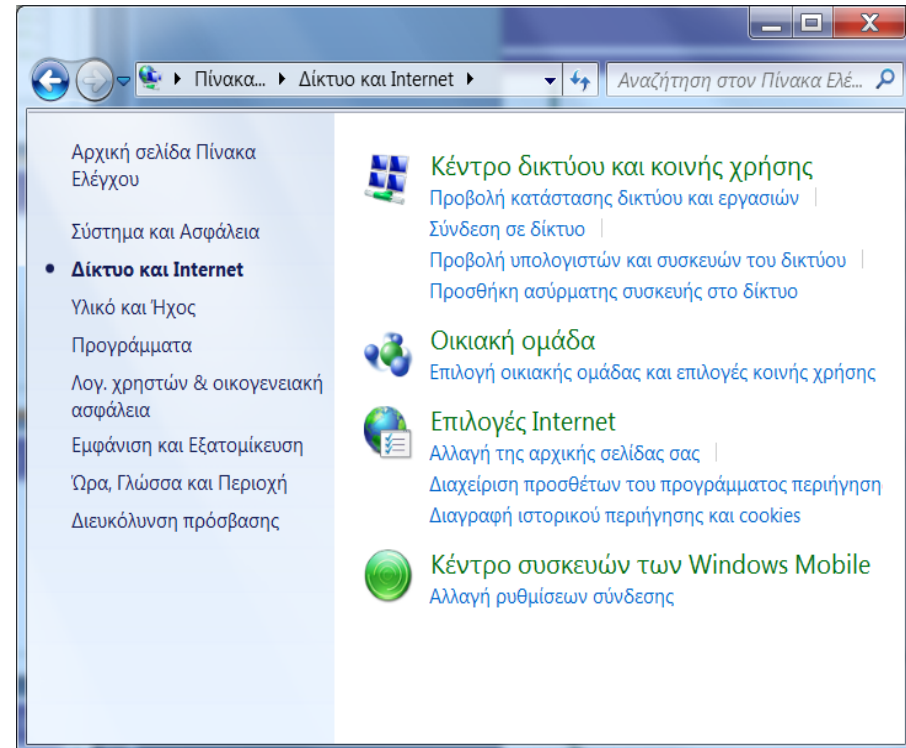 Πίνακα... Δίκτυο και Internet
Αναζήτηση στον Πίνακα Ελέ...
Αρχική σελίδα Πίνακα
Ελέγχου
Σύστημα και Ασφάλεια
Δίκτυο και Internet
Υλικό και Ήχος
Προγράμματα
Λογ. χρηστών & οικογενειακή
ασφάλεια
Εμφάνιση και Εξατομίκευση
Ώρα, Γλώσσα και Περιοχή
Διευκόλυνση πρόσβασης
Κέντρο δικτύου και κοινής χρήσης
Προβολή κατάστασης δικτύου και εργασιών
Σύνδεση σε δίκτυο
Προβολή υπολογιστών και συσκευών του δικτύου
Προσθήκη ασύρματης συσκευής στο δίκτυο
Οικιακή ομάδα
Επιλογή οικιακής ομάδας και επιλογές κοινής χρήσης
Επιλογές Internet
Αλλαγή της αρχικής σελίδας σας
Διαχείριση προσθέτων του προγράμματος περιήγηση
Διαγραφή ιστορικού περιήγησης και cookies
Κέντρο συσκευών των Windows Mobile
Αλλαγή ρυθμίσεων σύνδεσης